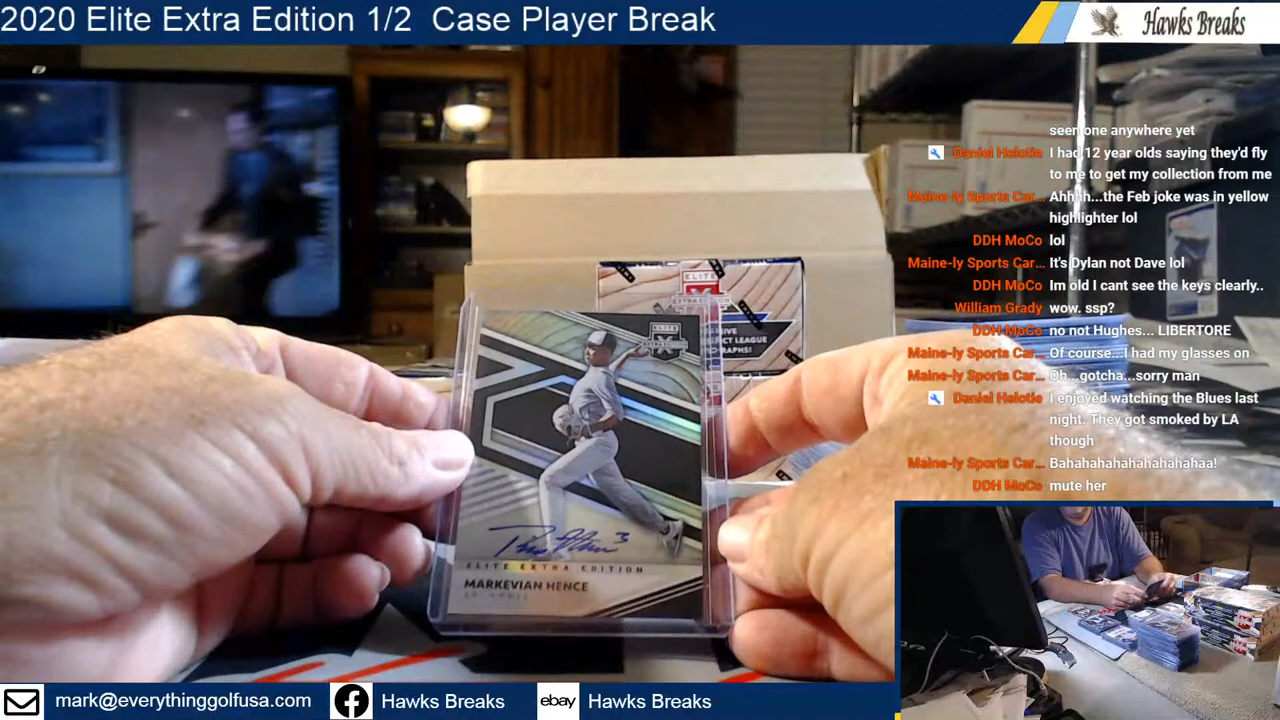 2020 Elite Extra Edition 1/2 Case Player Break
Hawks Breaks
seen one anywhere yet
Daniel Helotie I had 12 year olds saying they'd fly
to me to get my collection from me
Maine-ly Sports Car... Ahhhh...the Feb joke was in yellow
highlighter lol
DDH MoCo lol
Maine-ly Sports Car... It's Dylan not Dave lol
DDH MoCo Im old I cant see the keys clearly..
William Grady wow. ssp?
DDH MoCo no not Hughes... LIBERTORE
Maine-ly Sports Car... Of course...I had my glasses on
Maine-ly Sports Car... Oh...gotcha...sorry man
Daniel Helotie I enjoyed watching the Blues last
night. They got smoked by LA
though
Maine-ly Sports Car... Bahahahahahahahahaa!
DDH MoCo mute her
ELITE
EXTRA EDITION
ELITE EXTRA EDITION
MARKEVIAN HENCE
mark@everythinggolfusa.com
Hawks Breaks
ebay
Hawks Breaks